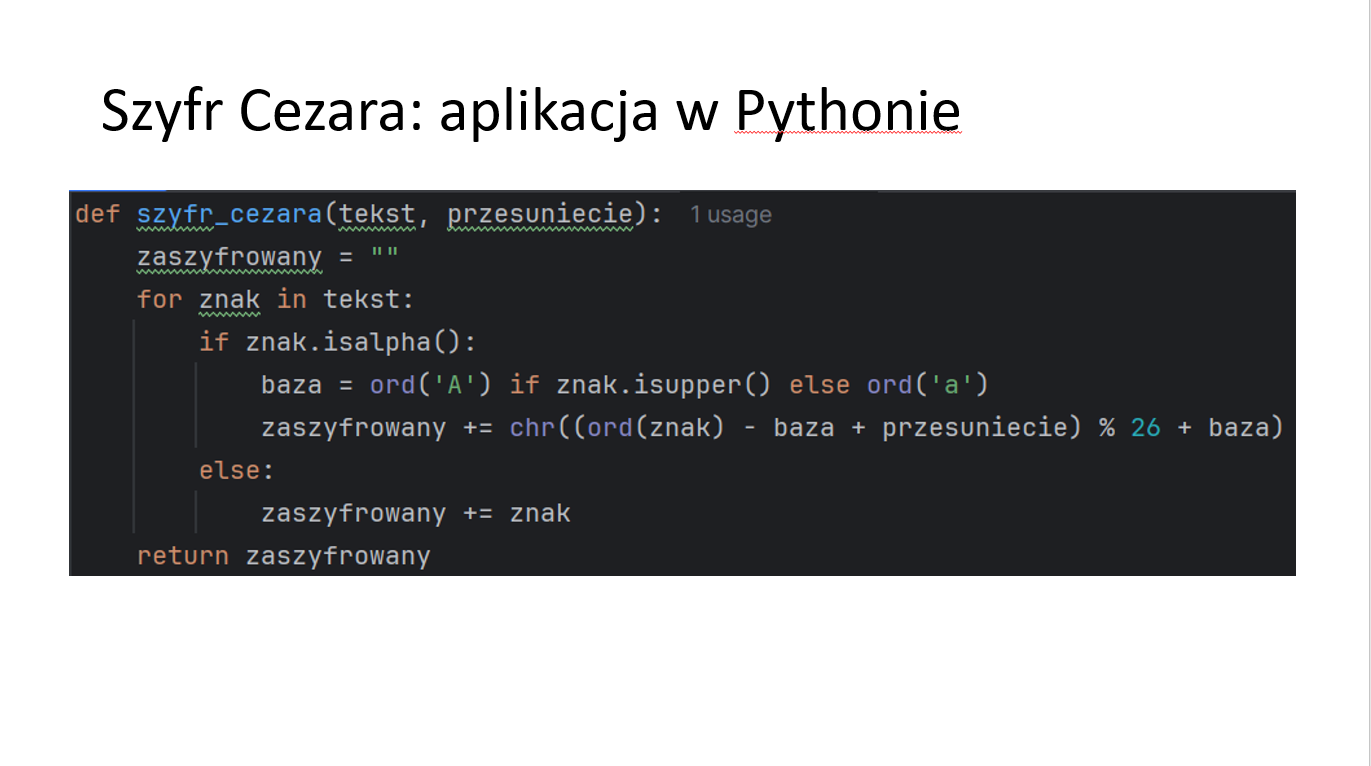 Szyfr Cezara: aplikacja w Pythonie
def szyfr_cezara(tekst, przesuniecie): 1 usage
    zaszyfrowany = ""
    for znak in tekst:
        if znak.isalpha():
            baza = ord('A') if znak.isupper() else ord('a')
            zaszyfrowany += chr((ord(znak) - baza + przesuniecie) % 26 + baza)
        else:
            zaszyfrowany += znak
    return zaszyfrowany